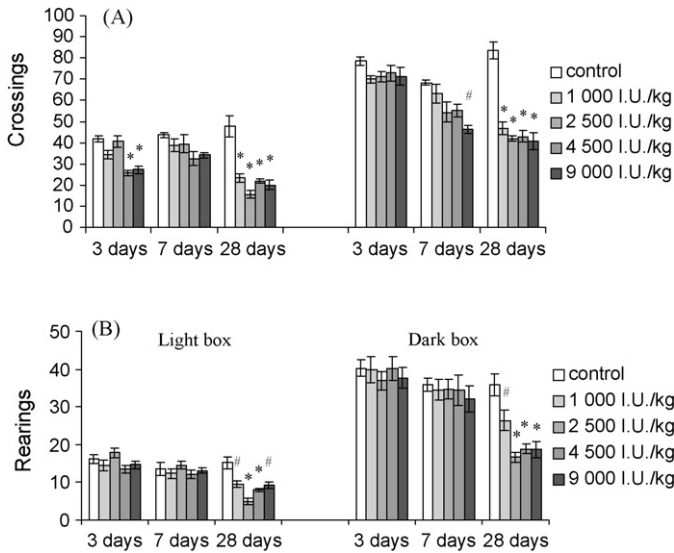 (A)
Crossings
100
90
80
70
60
50
40
30
20
10
0
* *
* * * *
#
* * * *
3 days 7 days 28 days 3 days 7 days 28 days
control
1 000 I.U./kg
2 500 I.U./kg
4 500 I.U./kg
9 000 I.U./kg
(B) Light box Dark box
Rearings
50
40
30
20
10
0
# * * #
# * * *
3 days 7 days 28 days 3 days 7 days 28 days
control
1 000 I.U./kg
2 500 I.U./kg
4 500 I.U./kg
9 000 I.U./kg